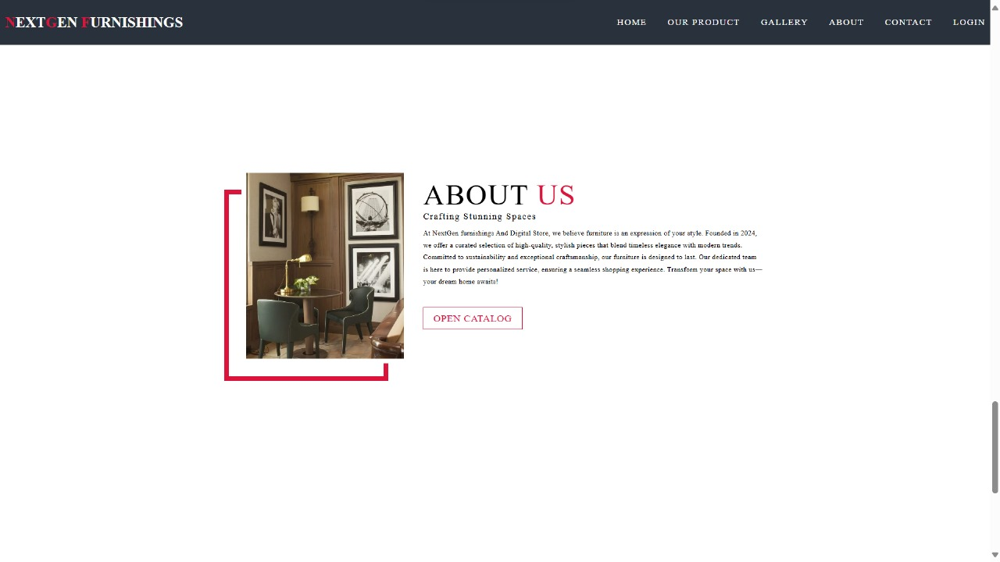 NEXTGEN FURNISHINGS
HOME
OUR PRODUCT
GALLERY
ABOUT
CONTACT
LOGIN
ABOUT US
Crafting Stunning Spaces
At NextGen furnishings And Digital Store, we believe furniture is an expression of your style. Founded in 2024,
we offer a curated selection of high-quality, stylish pieces that blend timeless elegance with modern trends.
Committed to sustainability and exceptional craftsmanship, our furniture is designed to last. Our dedicated team
is here to provide personalized service, ensuring a seamless shopping experience. Transform your space with us—
your dream home awaits!
OPEN CATALOG